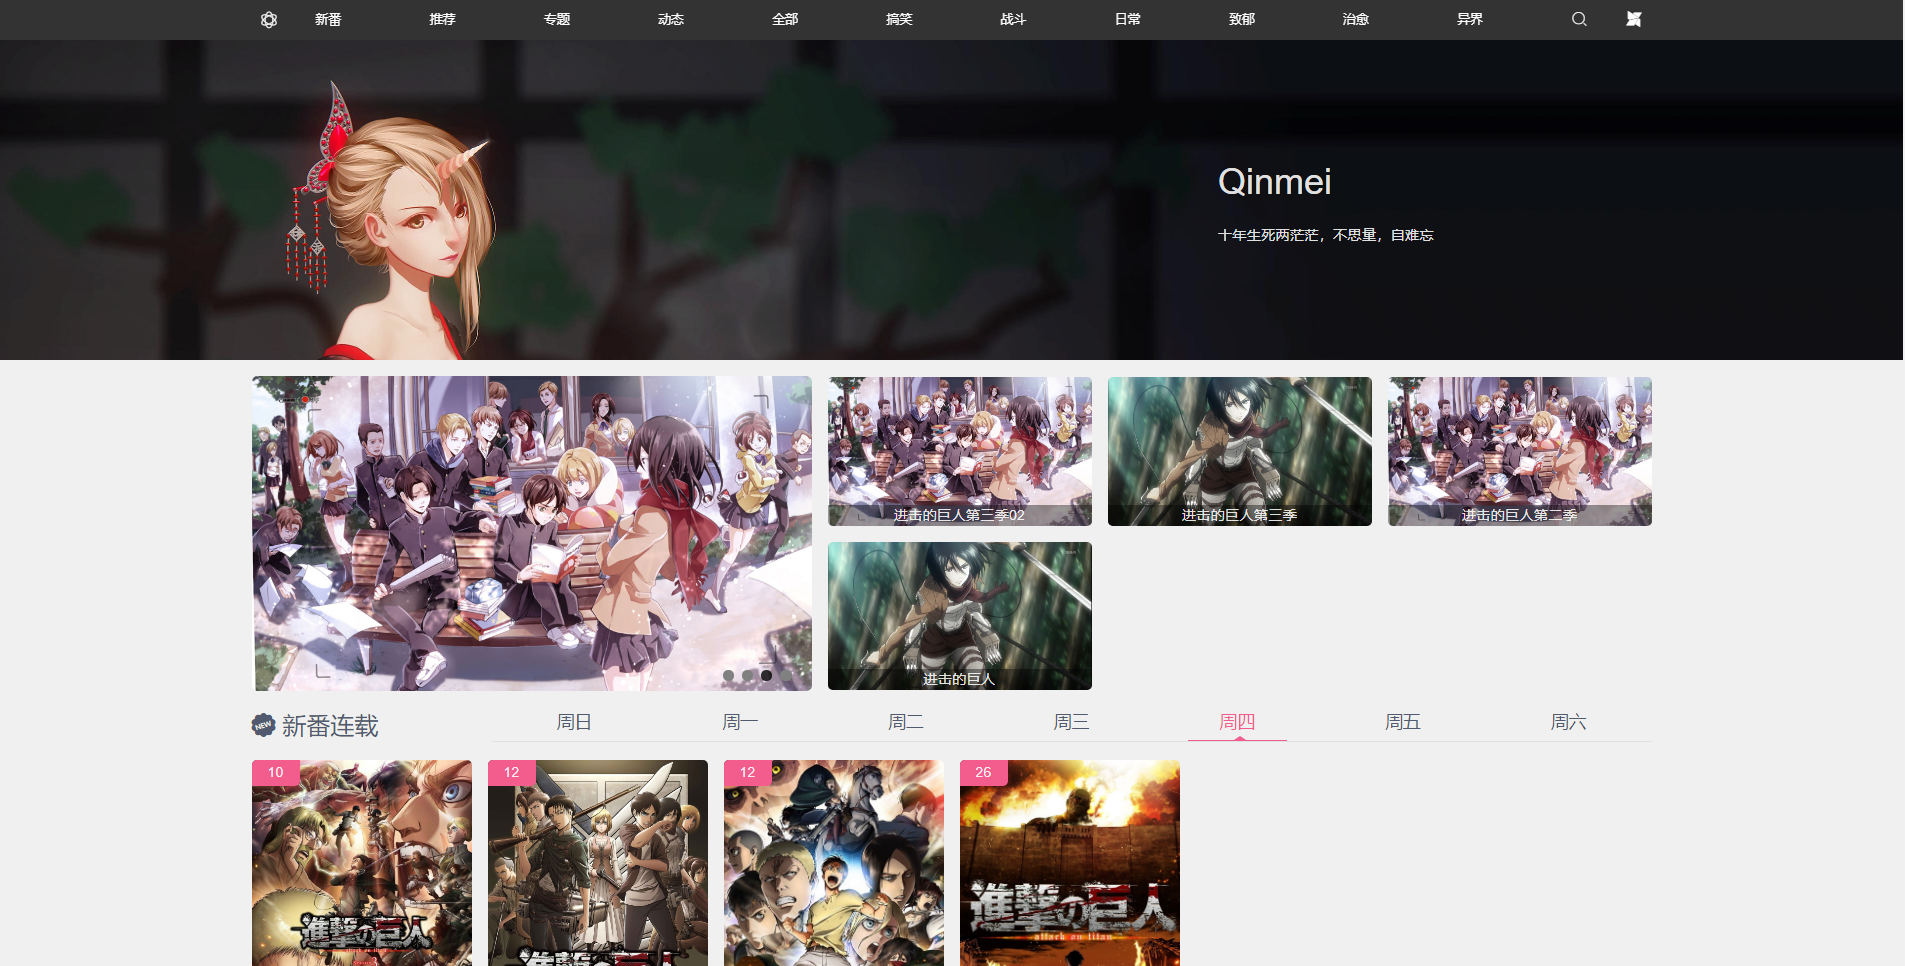 新番 推荐 专题 动态 全部 搞笑 战斗 日常 致郁 治愈 异界
Qinmei
十年生死两茫茫，不思量，自难忘
进击的巨人第三季02
进击的巨人第三季
进击的巨人第二季
进击的巨人
NEW
新番连载
周日 周一 周二 周三 周四 周五 周六
10
12
12
26
進撃の巨人
進撃の巨人
進撃の巨人
attack on titan